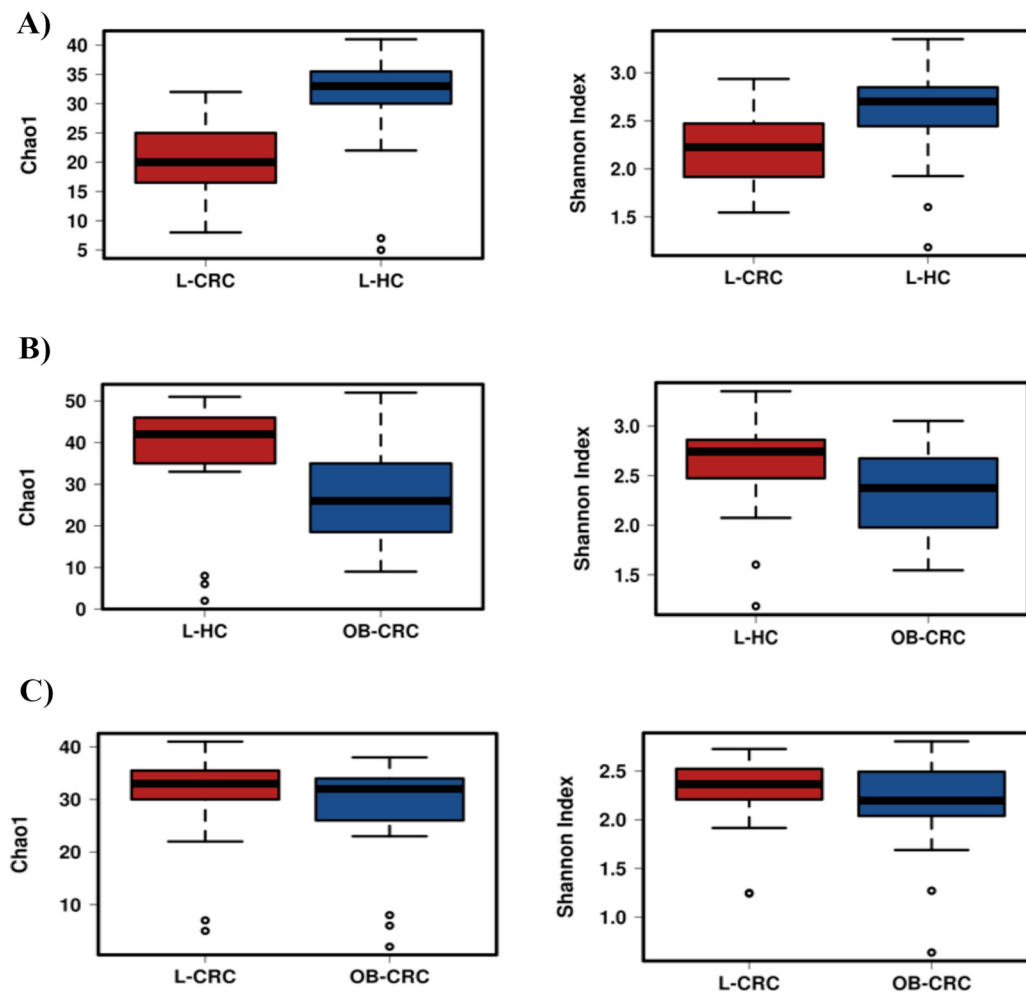 A)
Chao1
40
35
30
25
20
15
10
5
L-CRC L-HC
Shannon Index
3.0
2.5
2.0
1.5
L-CRC L-HC
B)
Chao1
50
40
30
20
10
0
L-HC OB-CRC
Shannon Index
3.0
2.5
2.0
1.5
L-HC OB-CRC
C)
Chao1
40
30
20
10
L-CRC OB-CRC
Shannon Index
2.5
2.0
1.5
1.0
L-CRC OB-CRC